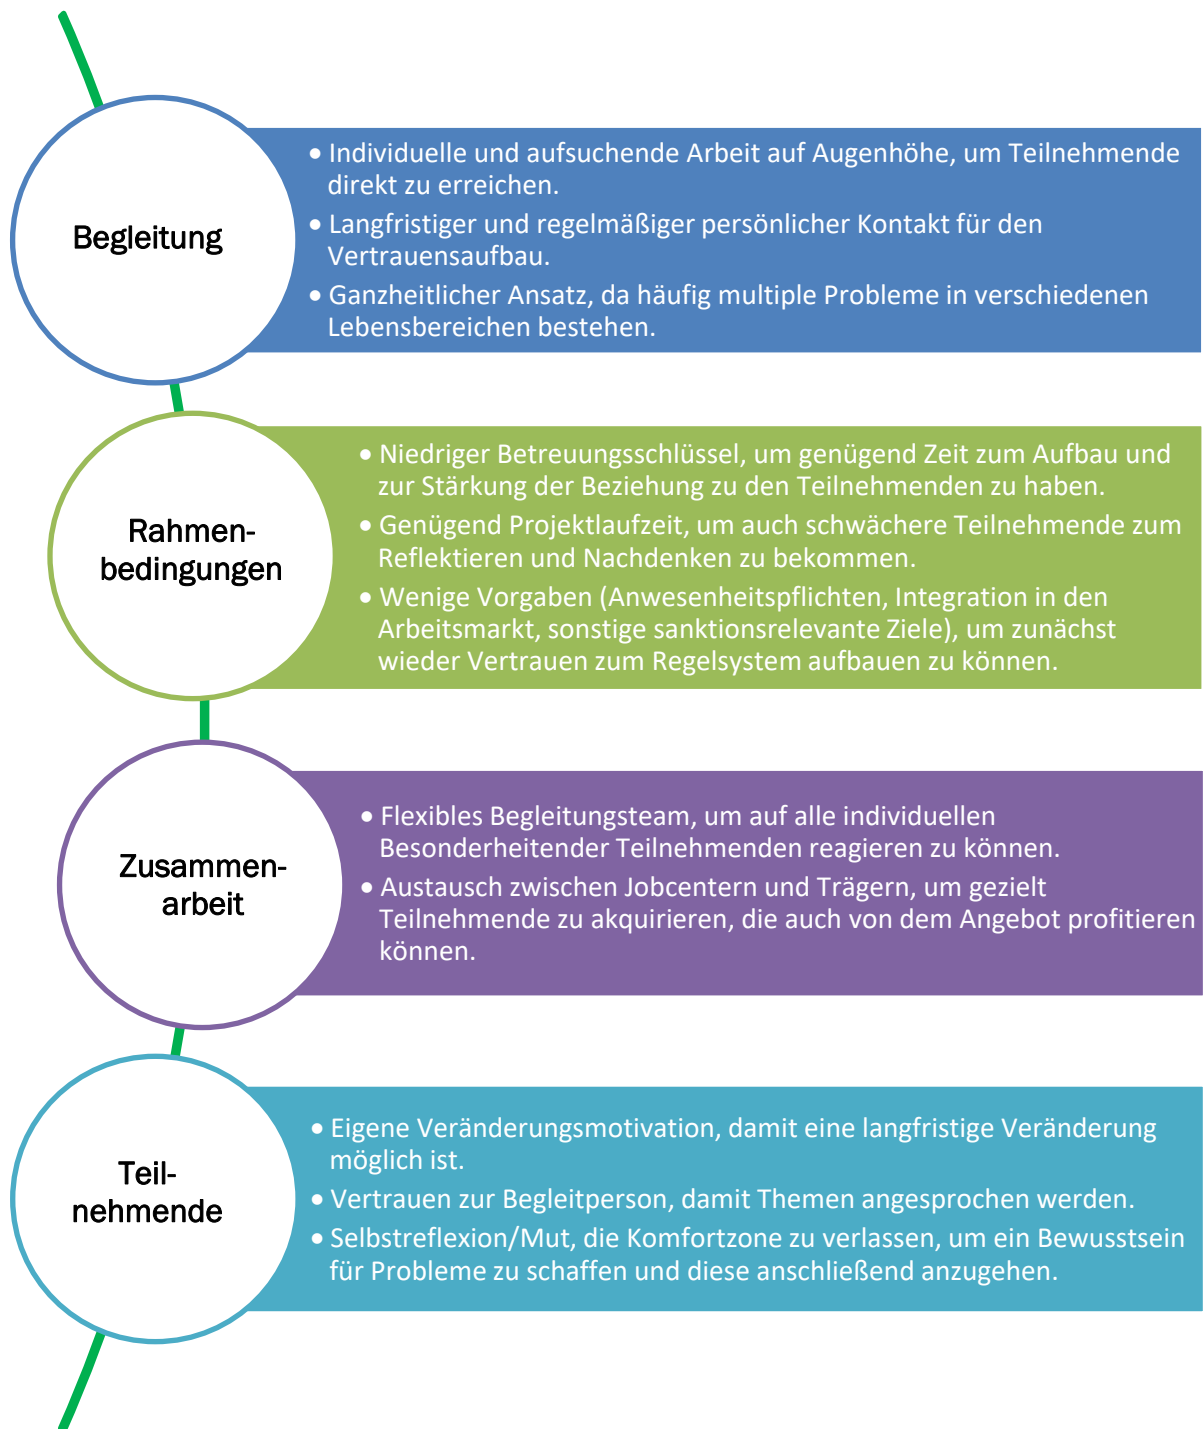 Begleitung
• Individuelle und aufsuchende Arbeit auf Augenhöhe, um Teilnehmende
direkt zu erreichen.
• Langfristiger und regelmäßiger persönlicher Kontakt für den
Vertrauensaufbau.
• Ganzheitlicher Ansatz, da häufig multiple Probleme in verschiedenen
Lebensbereichen bestehen.
Rahmen-
bedingungen
• Niedriger Betreuungsschlüssel, um genügend Zeit zum Aufbau und
zur Stärkung der Beziehung zu den Teilnehmenden zu haben.
• Genügend Projektlaufzeit, um auch schwächere Teilnehmende zum
Reflektieren und Nachdenken zu bekommen.
• Wenige Vorgaben (Anwesenheitspflichten, Integration in den
Arbeitsmarkt, sonstige sanktionsrelevante Ziele), um zunächst
wieder Vertrauen zum Regelsystem aufbauen zu können.
Zusammen-
arbeit
• Flexibles Begleitungsteam, um auf alle individuellen
Besonderheitender Teilnehmenden reagieren zu können.
• Austausch zwischen Jobcentern und Trägern, um gezielt
Teilnehmende zu akquirieren, die auch von dem Angebot profitieren
können.
Teil-
nehmende
• Eigene Veränderungsmotivation, damit eine langfristige Veränderung
möglich ist.
• Vertrauen zur Begleitperson, damit Themen angesprochen werden.
• Selbstreflexion/Mut, die Komfortzone zu verlassen, um ein Bewusstsein
für Probleme zu schaffen und diese anschließend anzugehen.